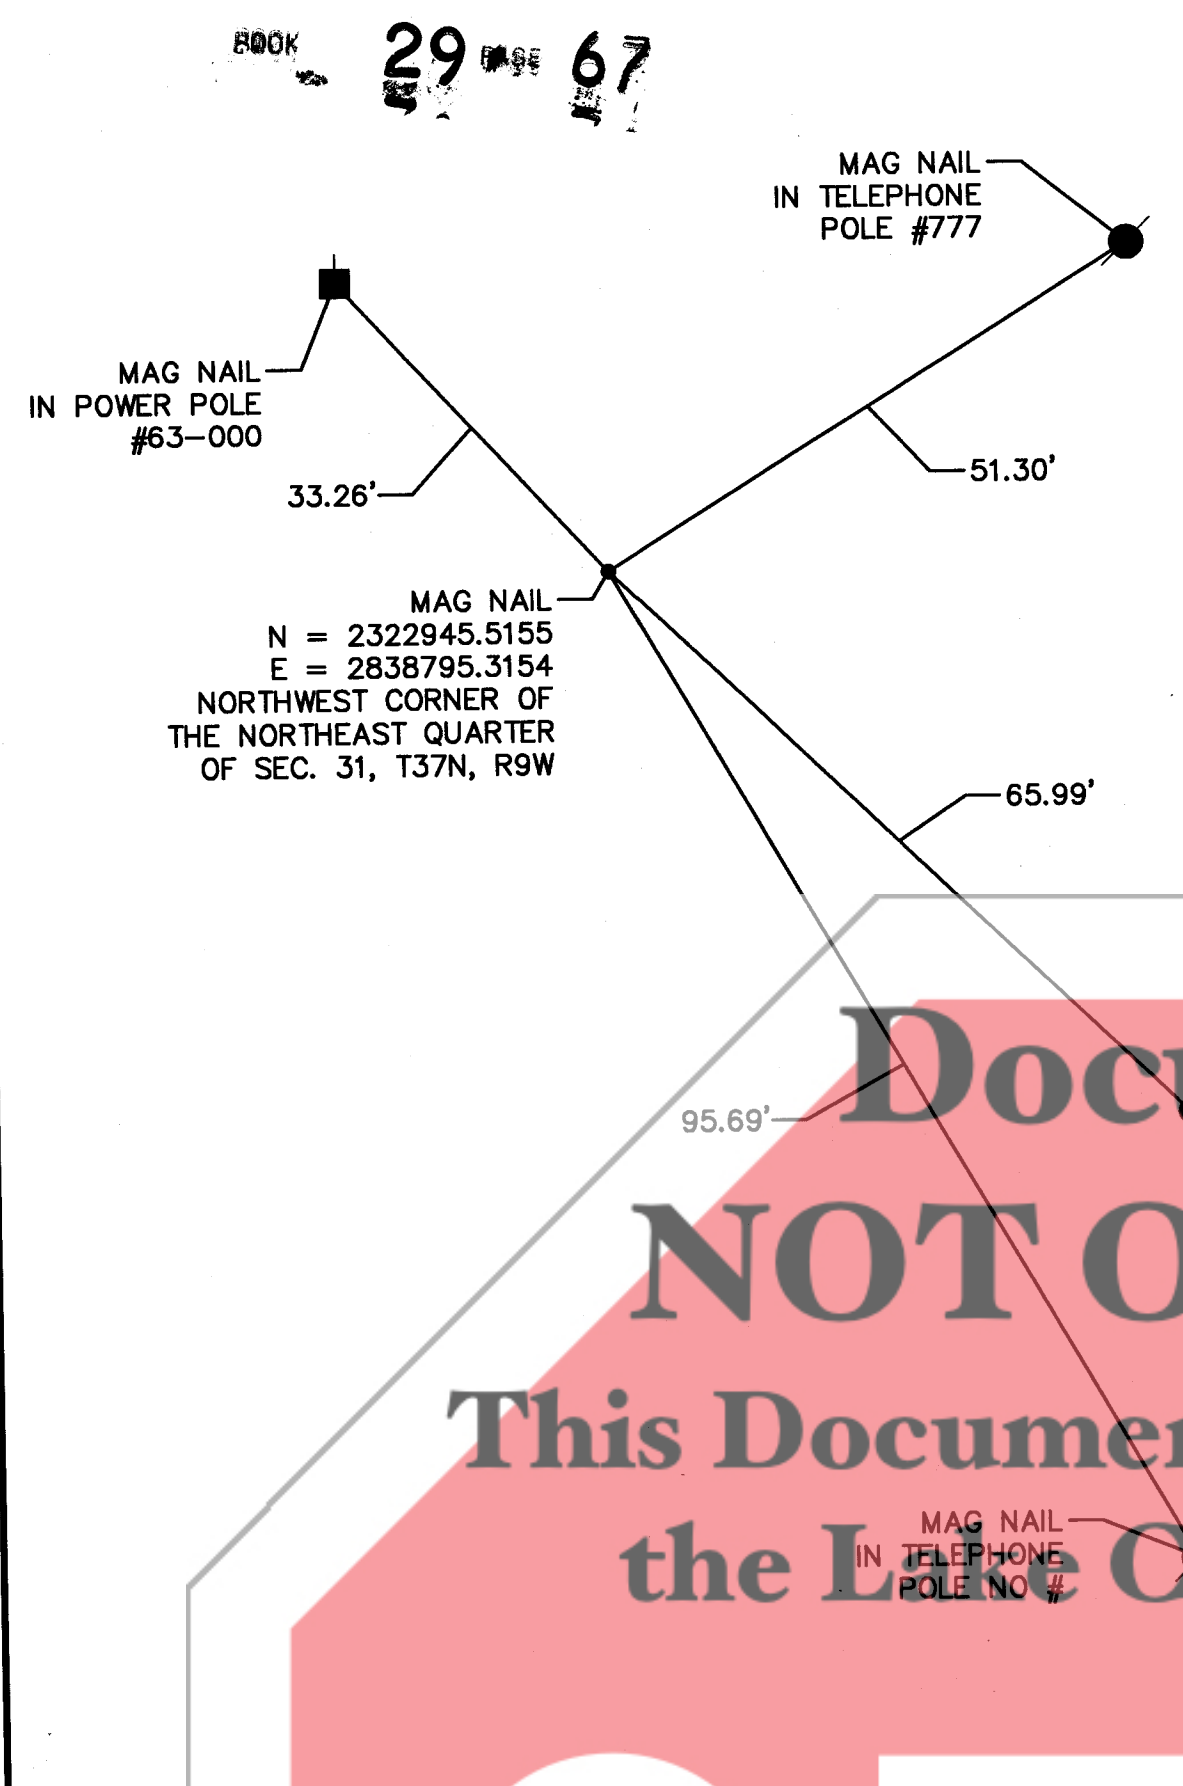 BOOK 29 PAGE 67
MAG NAIL
IN TELEPHONE
POLE #777
MAG NAIL
IN POWER POLE
#63-000
33.26'
51.30'
MAG NAIL
N = 2322945.5155
E = 2838795.3154
NORTHWEST CORNER OF
THE NORTHEAST QUARTER
OF SEC. 31, T37N, R9W
65.99'
95.69'
Docu
NOT O
This Documen
the Lake C
MAG NAIL
IN TELEPHONE
POLE NO #